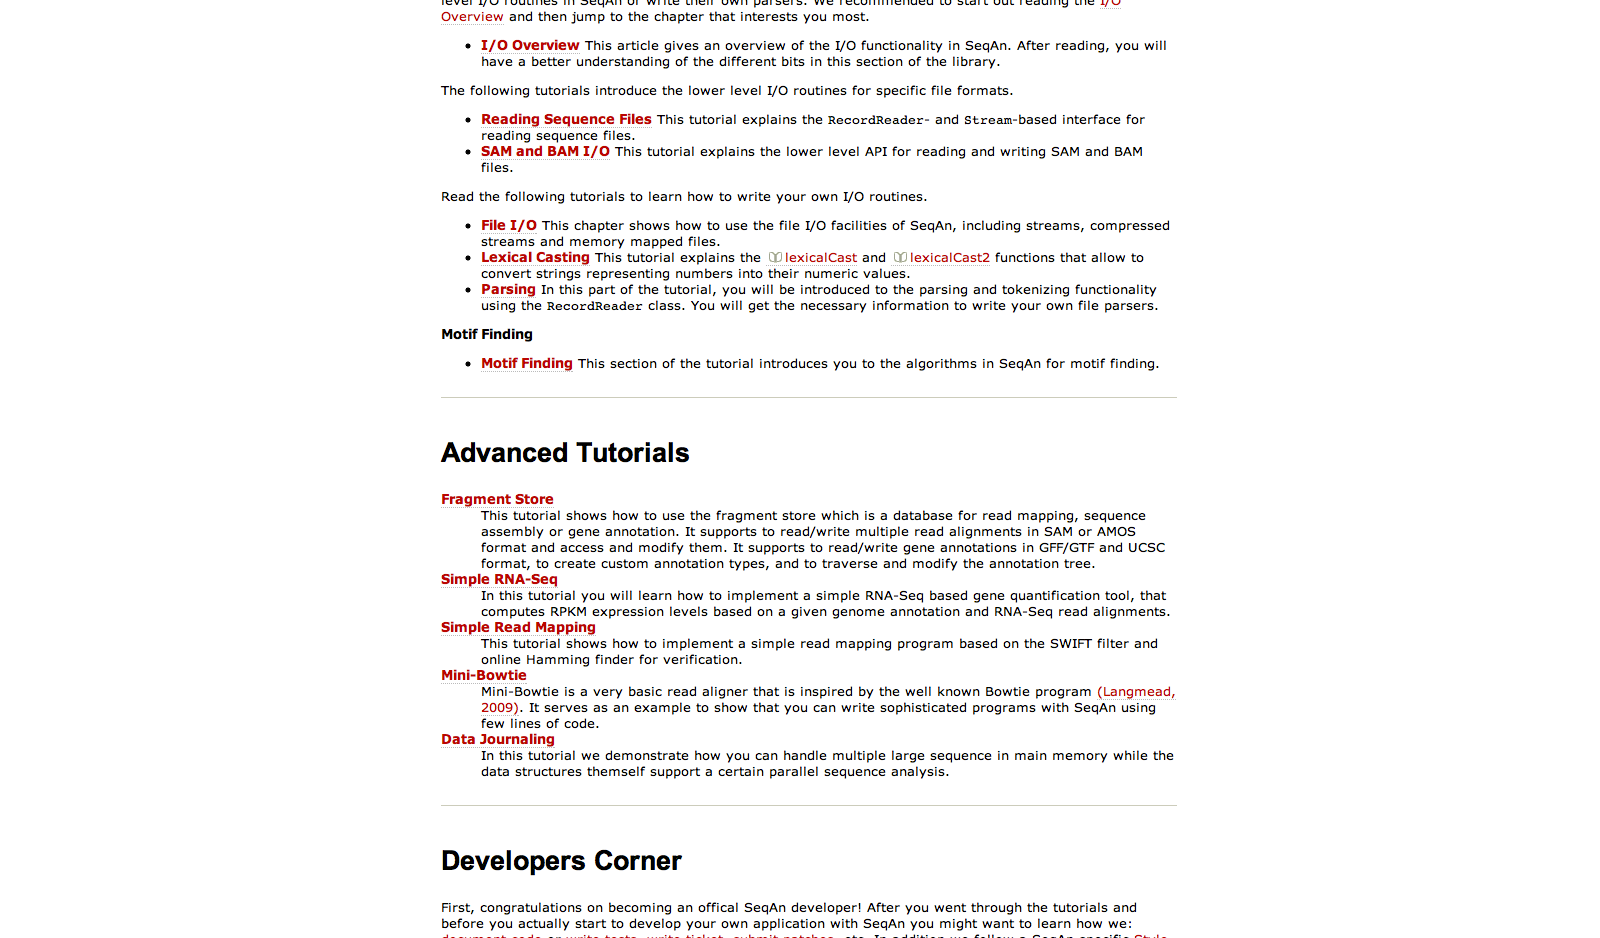 level I/O routines in SeqAn or write their own parsers. We recommended to start out reading the I/O
Overview and then jump to the chapter that interests you most.
I/O Overview This article gives an overview of the I/O functionality in SeqAn. After reading, you will
have a better understanding of the different bits in this section of the library.
The following tutorials introduce the lower level I/O routines for specific file formats.
Reading Sequence Files This tutorial explains the RecordReader- and Stream-based interface for
reading sequence files.
SAM and BAM I/O This tutorial explains the lower level API for reading and writing SAM and BAM
files.
Read the following tutorials to learn how to write your own I/O routines.
File I/O This chapter shows how to use the file I/O facilities of SeqAn, including streams, compressed
streams and memory mapped files.
Lexical Casting This tutorial explains the lexicalCast and lexicalCast2 functions that allow to
convert strings representing numbers into their numeric values.
Parsing In this part of the tutorial, you will be introduced to the parsing and tokenizing functionality
using the RecordReader class. You will get the necessary information to write your own file parsers.
Motif Finding
Motif Finding This section of the tutorial introduces you to the algorithms in SeqAn for motif finding.
Advanced Tutorials
Fragment Store
This tutorial shows how to use the fragment store which is a database for read mapping, sequence
assembly or gene annotation. It supports to read/write multiple read alignments in SAM or AMOS
format and access and modify them. It supports to read/write gene annotations in GFF/GTF and UCSC
format, to create custom annotation types, and to traverse and modify the annotation tree.
Simple RNA-Seq
In this tutorial you will learn how to implement a simple RNA-Seq based gene quantification tool, that
computes RPKM expression levels based on a given genome annotation and RNA-Seq read alignments.
Simple Read Mapping
This tutorial shows how to implement a simple read mapping program based on the SWIFT filter and
online Hamming finder for verification.
Mini-Bowtie
Mini-Bowtie is a very basic read aligner that is inspired by the well known Bowtie program (Langmead,
2009). It serves as an example to show that you can write sophisticated programs with SeqAn using
few lines of code.
Data Journaling
In this tutorial we demonstrate how you can handle multiple large sequence in main memory while the
data structures themself support a certain parallel sequence analysis.
Developers Corner
First, congratulations on becoming an offical SeqAn developer! After you went through the tutorials and
before you actually start to develop your own application with SeqAn you might want to learn how we:
document code or write tests, write ticket, submit patches, etc. In addition we follow a SeqAn specific Style